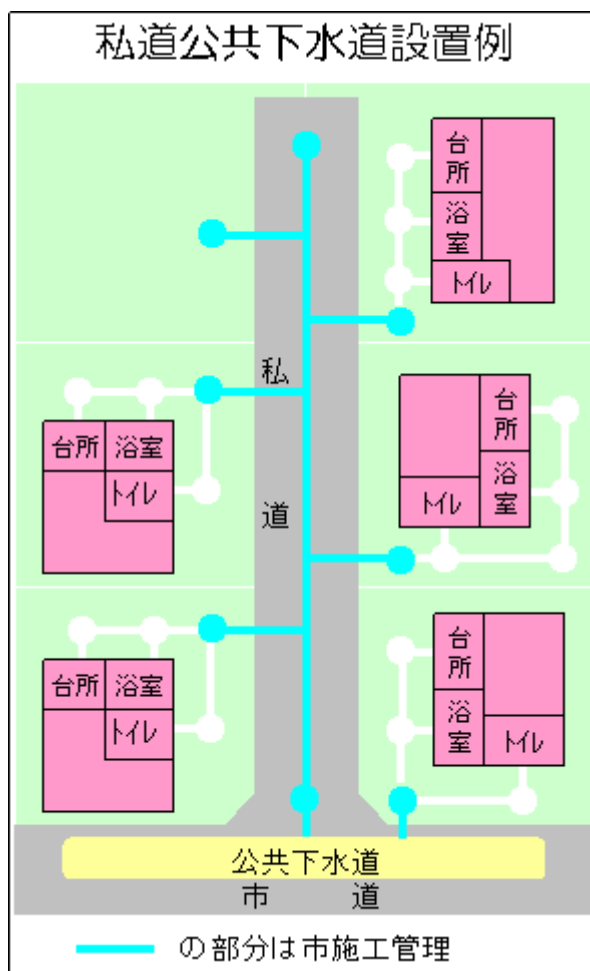 私道公共下水道設置例
台所
浴室
トイレ
私道
台所 浴室
トイレ
台所
浴室
トイレ
台所 浴室
トイレ
台所
浴室
トイレ
公共下水道
市道
の部分は市施工管理